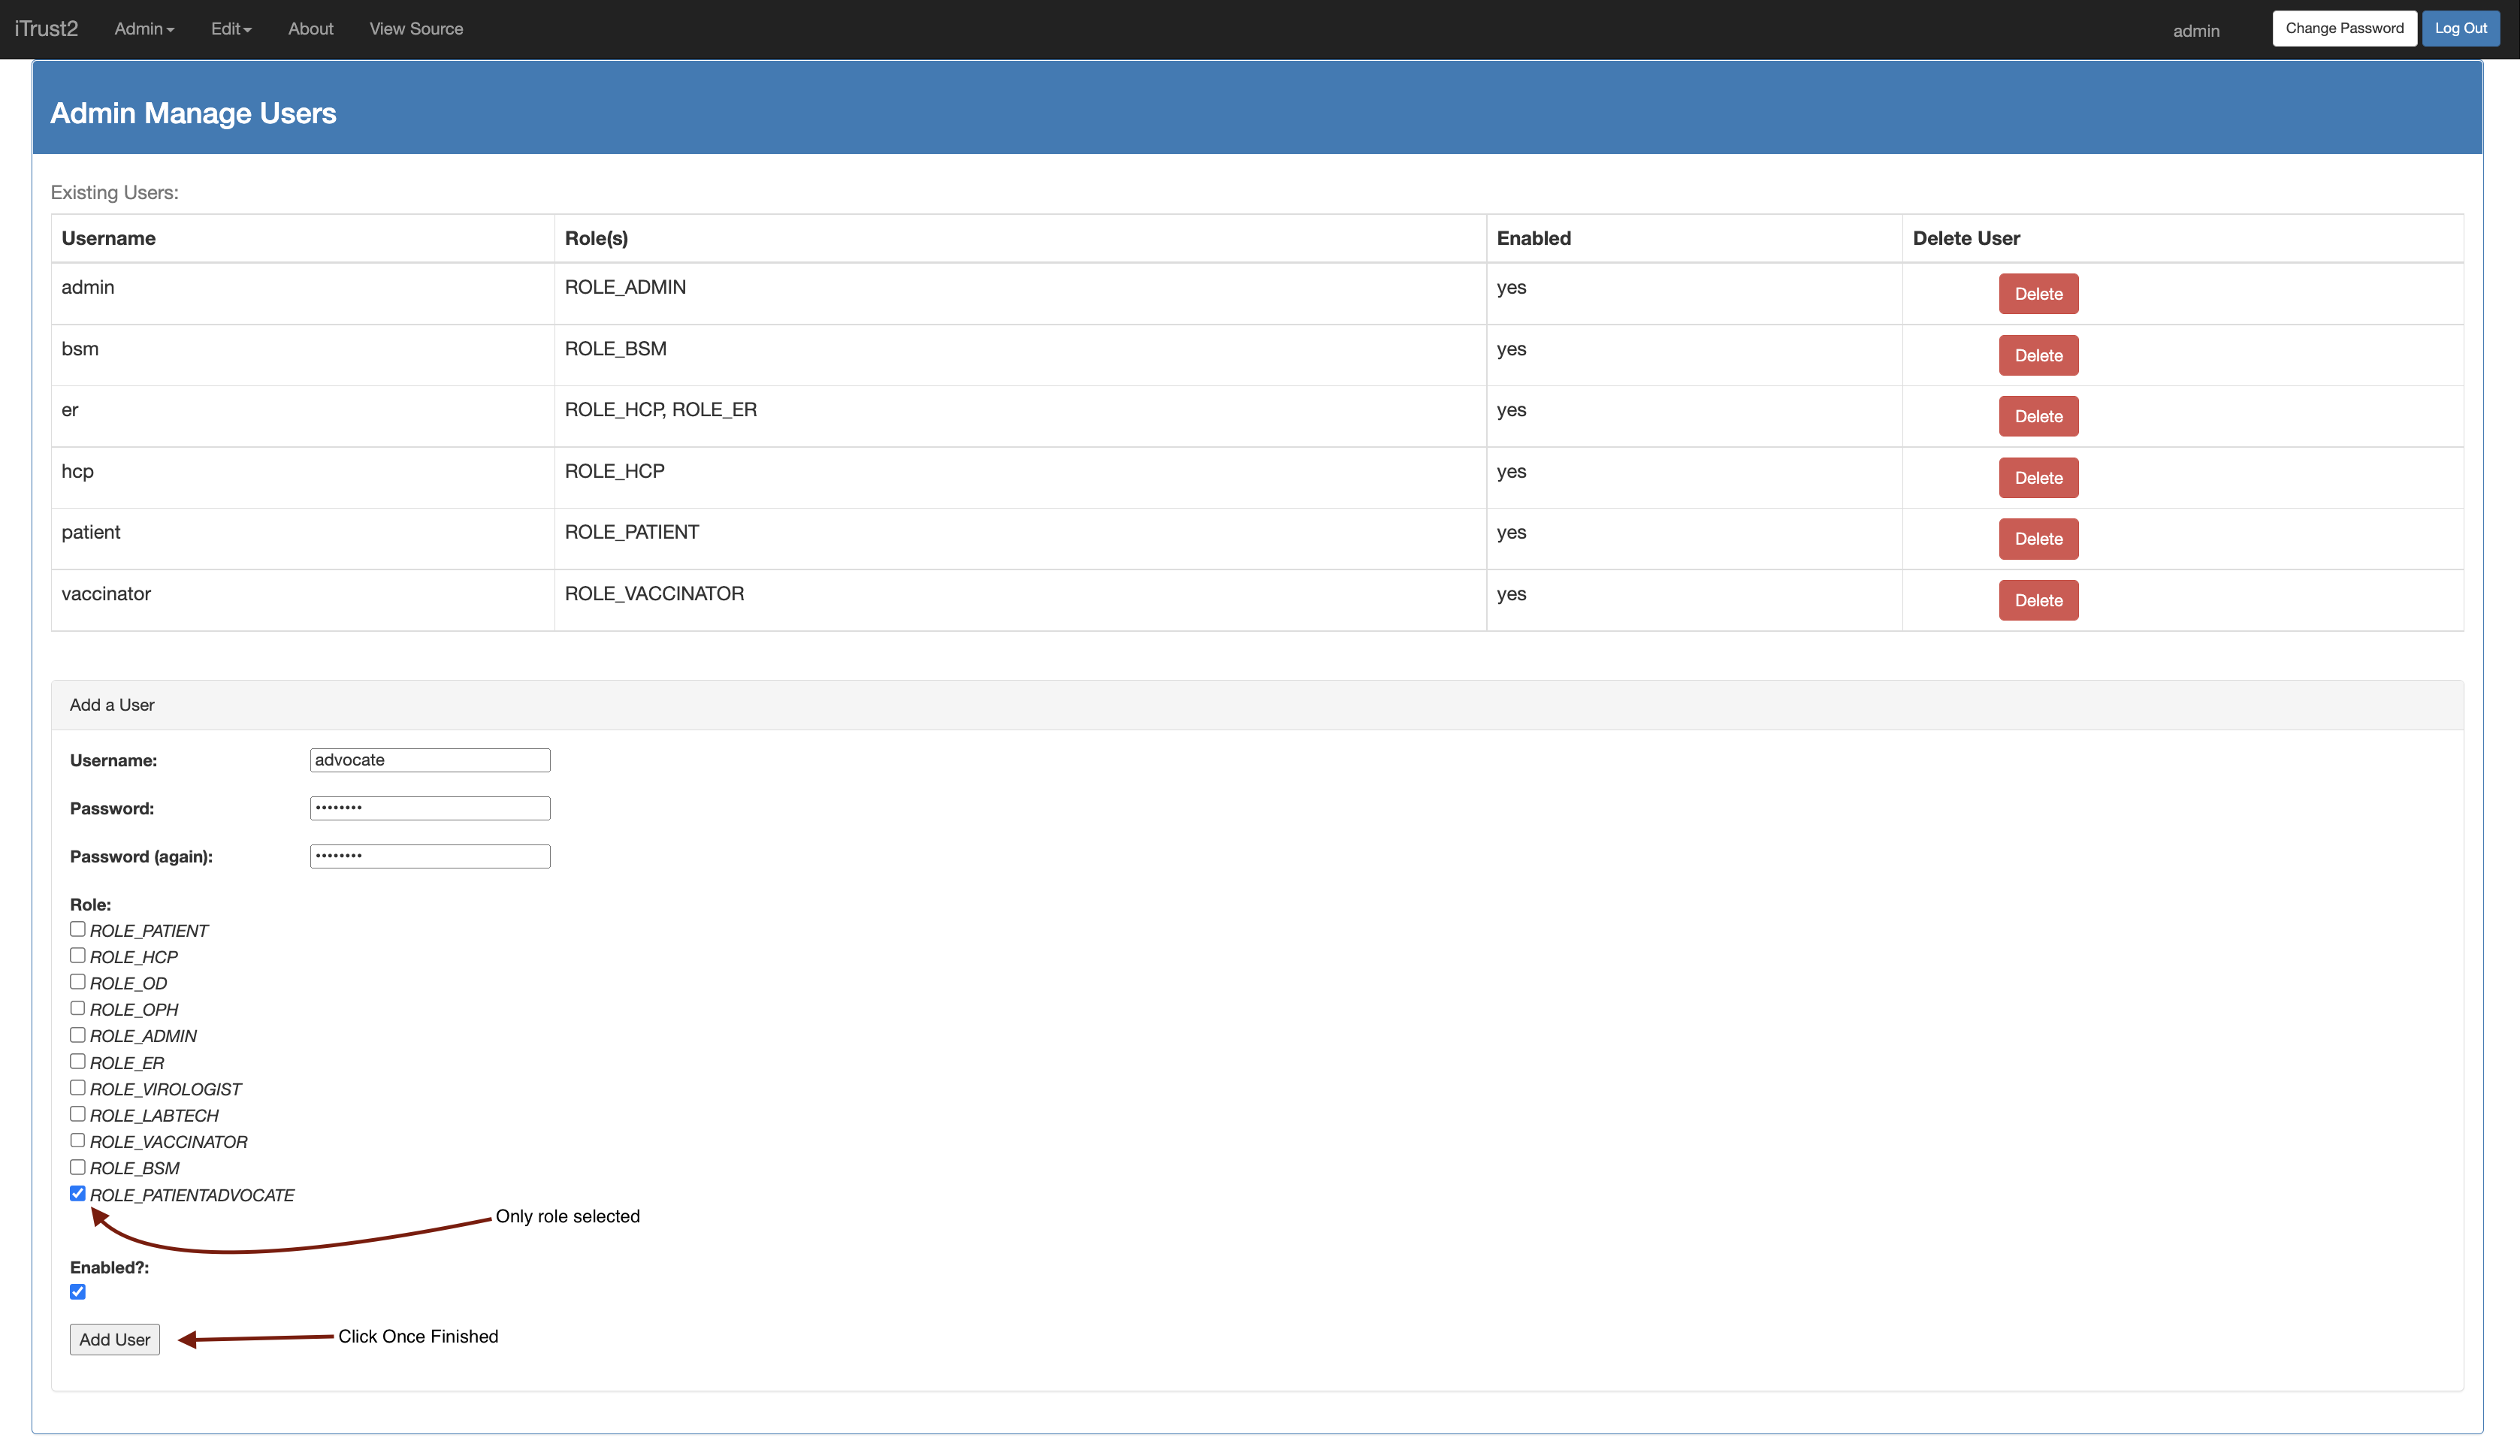 iTrust2 Admin Edit About View Source admin Change Password Log Out
Admin Manage Users
Existing Users:
Username Role(s) Enabled Delete User
admin ROLE_ADMIN yes Delete
bsm ROLE_BSM yes Delete
er ROLE_HCP, ROLE_ER yes Delete
hcp ROLE_HCP yes Delete
patient ROLE_PATIENT yes Delete
vaccinator ROLE_VACCINATOR yes Delete
Add a User
Username: advocate
Password: ••••••••
Password (again): ••••••••
Role:
ROLE_PATIENT
ROLE_HCP
ROLE_OD
ROLE_OPH
ROLE_ADMIN
ROLE_ER
ROLE_VIROLOGIST
ROLE_LABTECH
ROLE_VACCINATOR
ROLE_BSM
ROLE_PATIENTADVOCATE
Only role selected
Enabled?:
Add User Click Once Finished